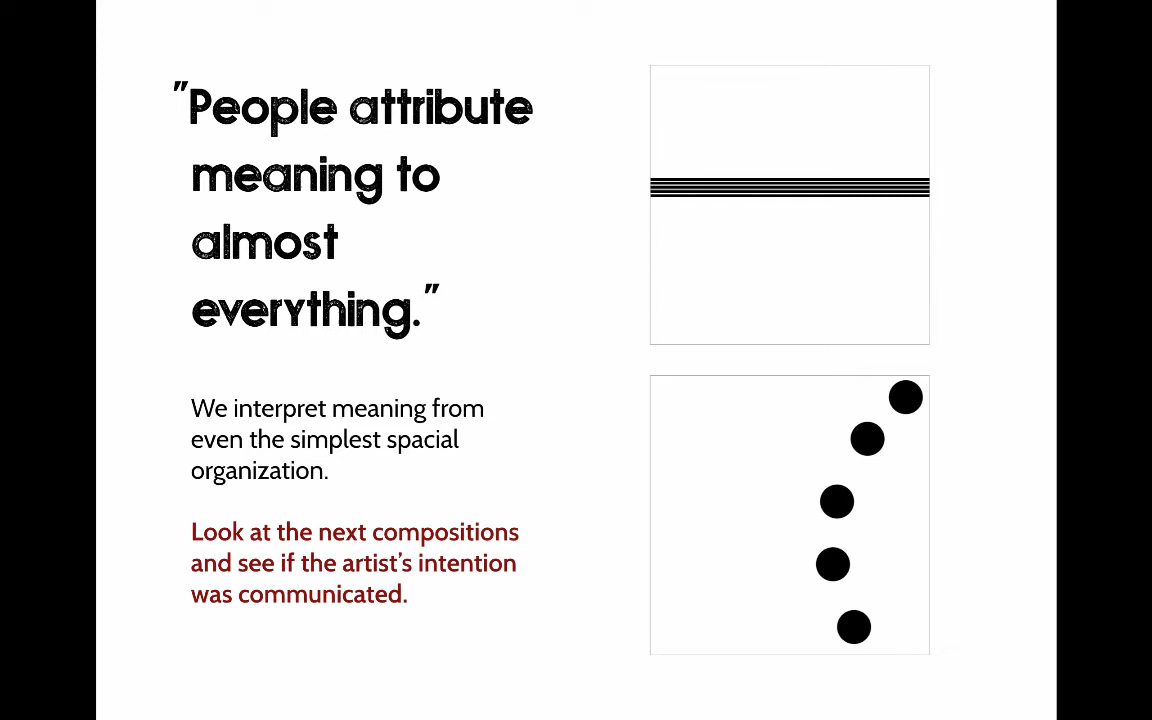 "People attribute
meaning to
almost
everything."
We interpret meaning from
even the simplest spacial
organization.
Look at the next compositions
and see if the artist's intention
was communicated.